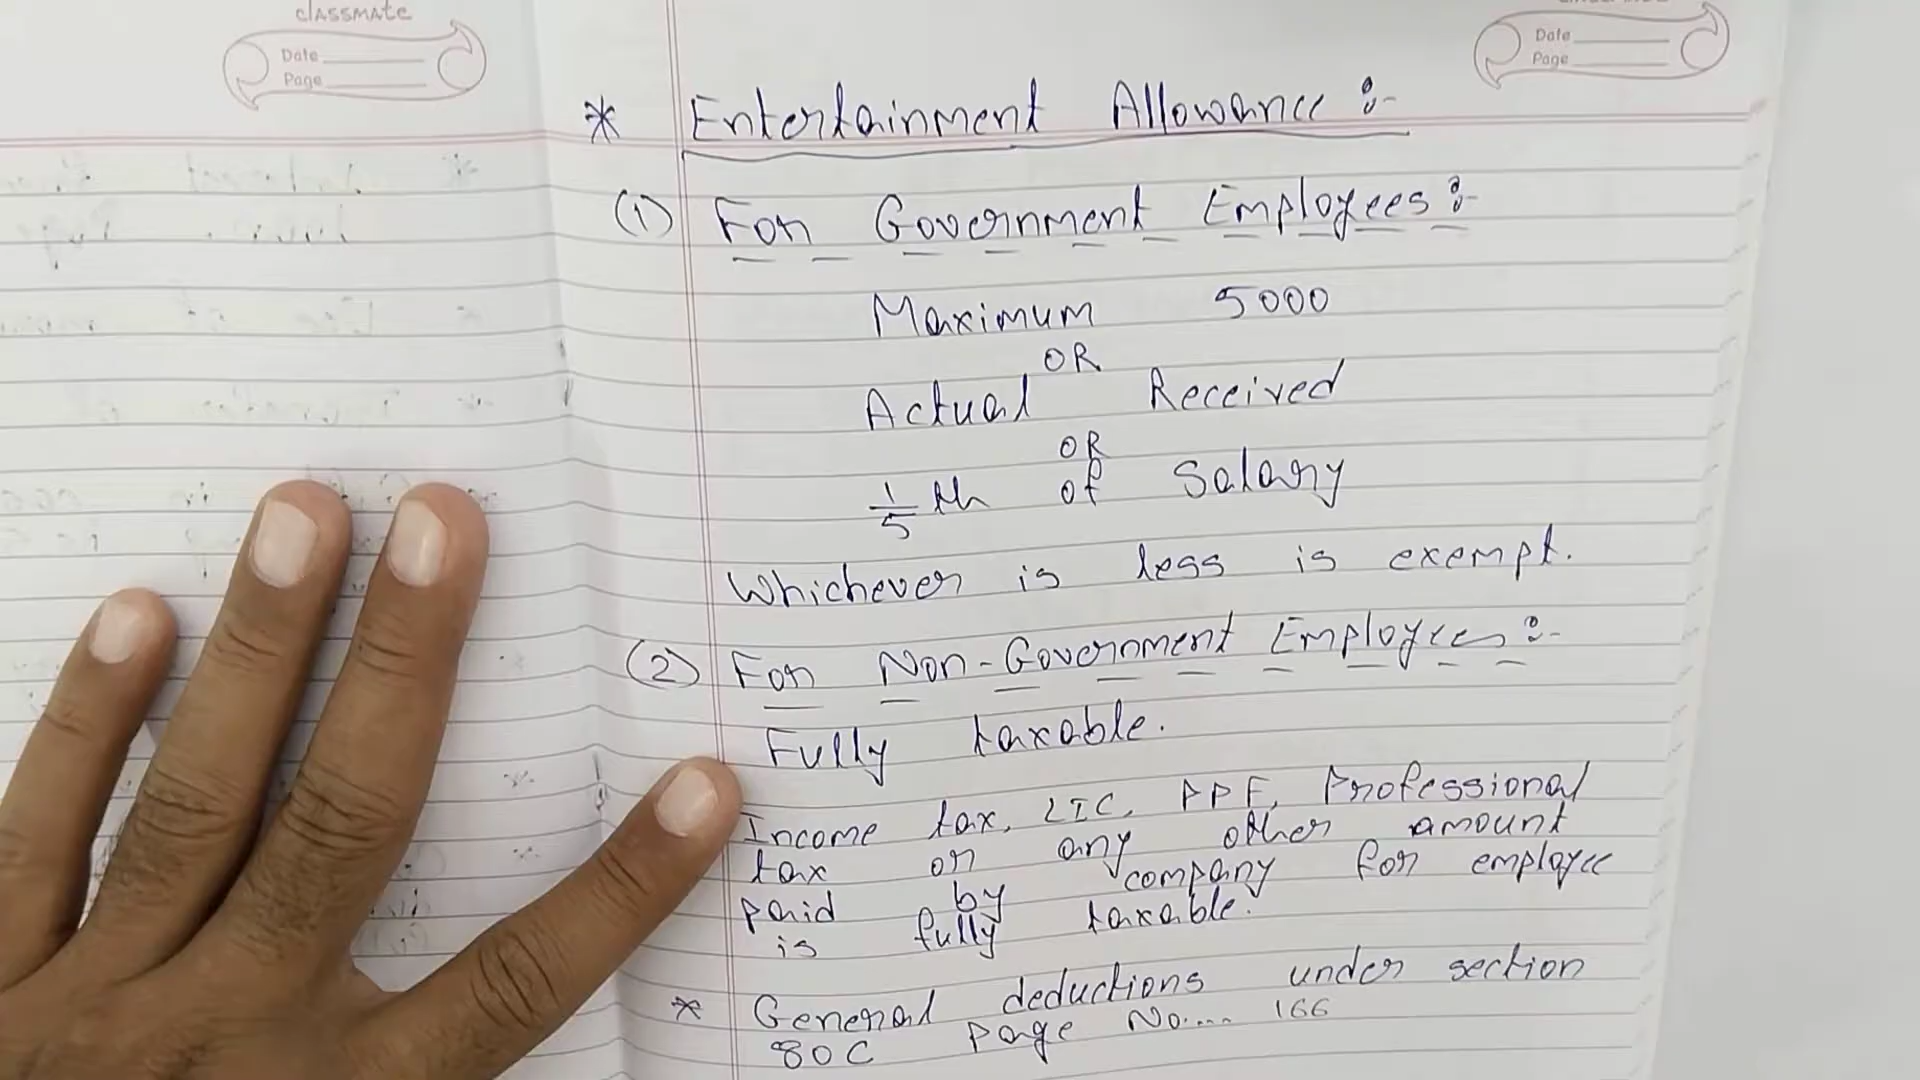 classmate
Date
Page
Date
Page
* Entertainment Allowance :-
(1) For Government Employees :-
Maximum 5000
OR
Actual Received
OR
1/5 th of Salary
Whichever is less is exempt.
(2) For Non-Government Employees :-
Fully taxable.
Income tax, LIC, PPF, Professional
tax or any other amount
paid by company for employee
is fully taxable.
* General deductions under section
80C Page No.... 166